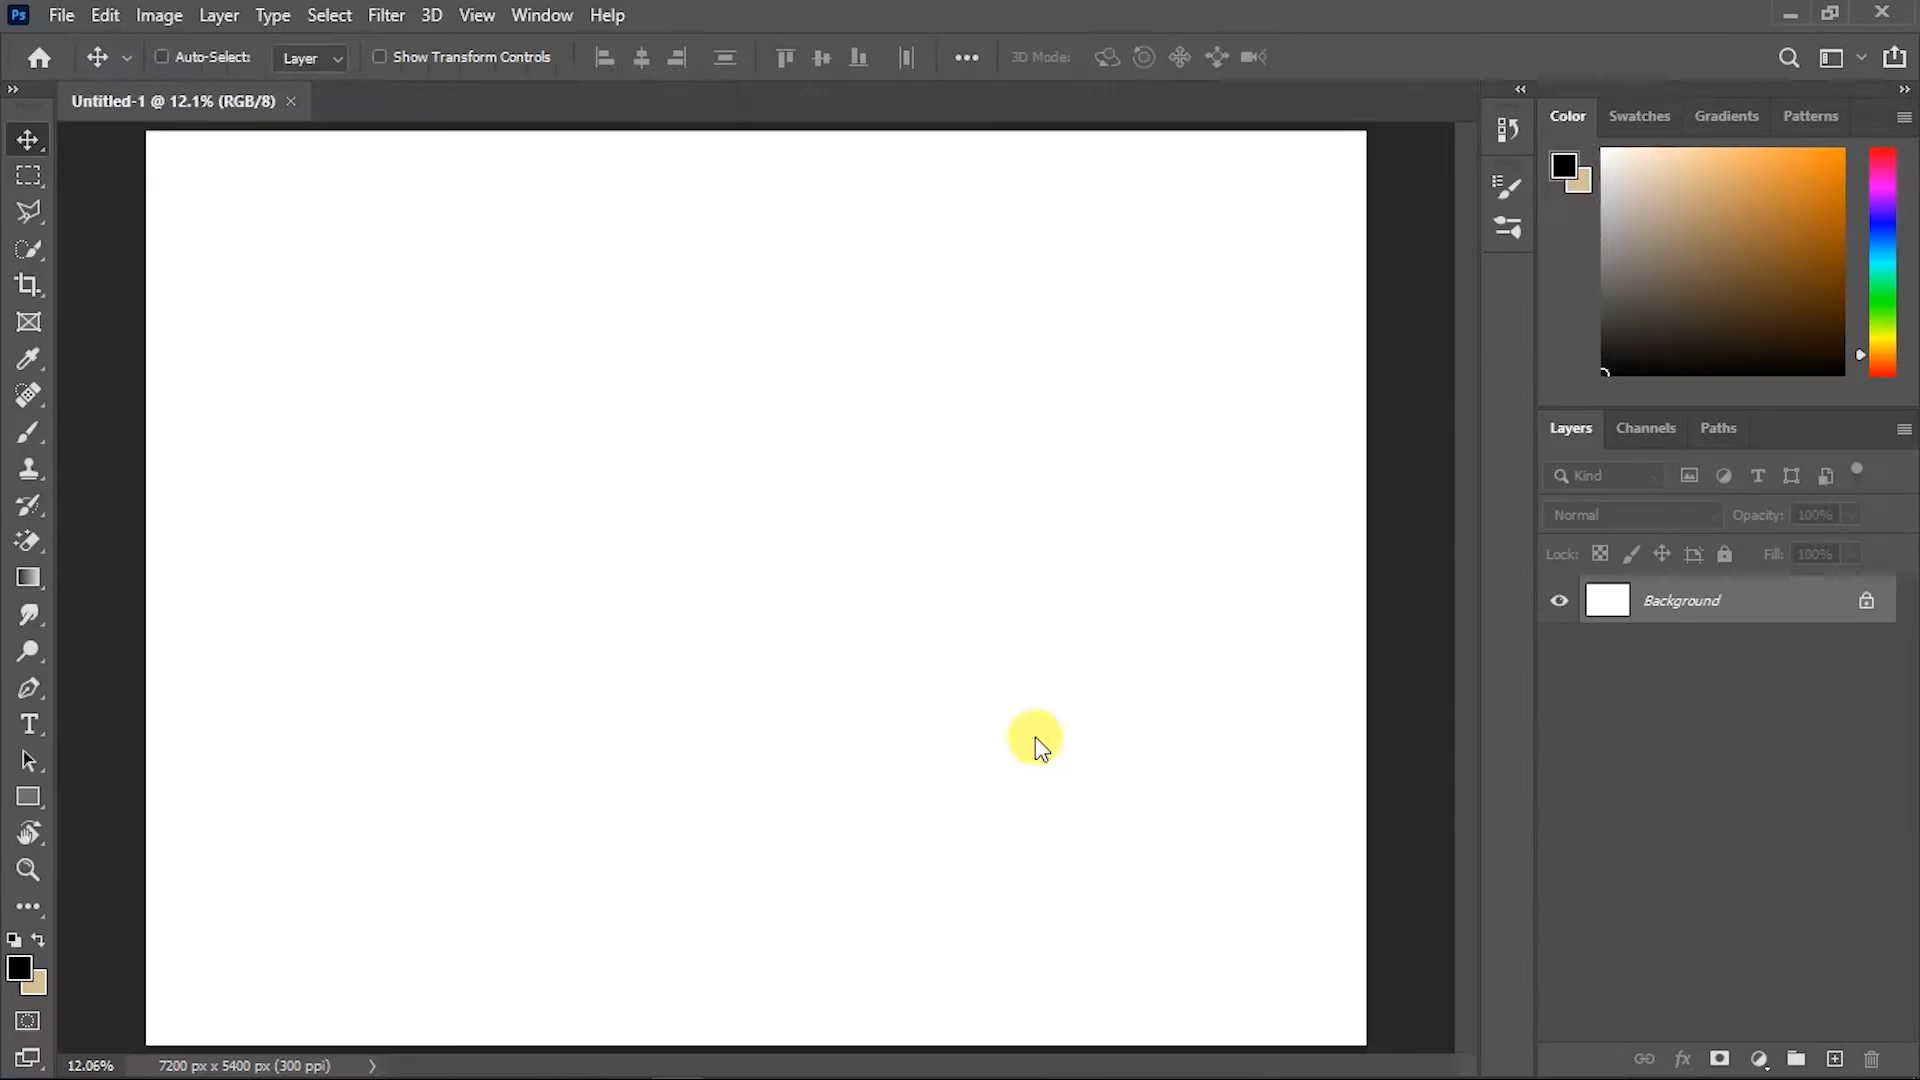 Ps File Edit Image Layer Type Select Filter 3D View Window Help
Auto-Select: Layer Show Transform Controls 3D Mode:
Untitled-1 @ 12.1% (RGB/8)
Color Swatches Gradients Patterns
Layers Channels Paths
Kind
Normal Opacity: 100%
Lock: Fill: 100%
Background
12.06% 7200 px x 5400 px (300 ppi)